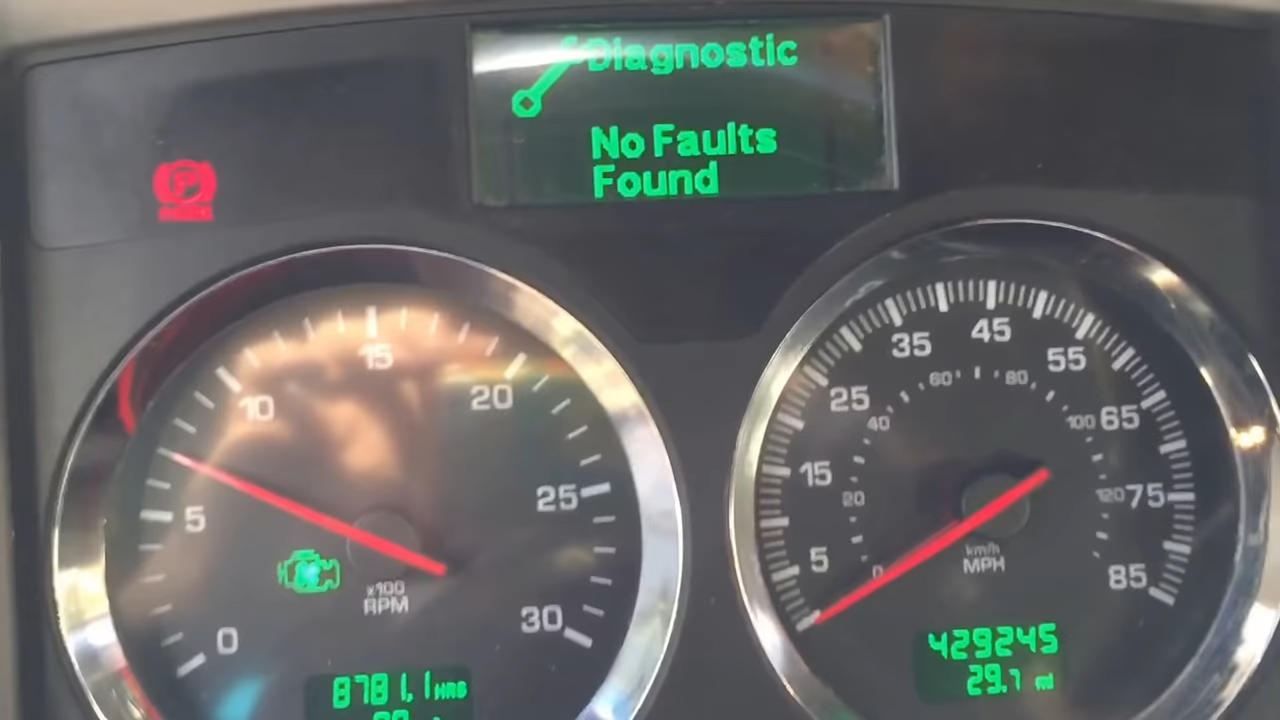 Diagnostic
No Faults
Found
P
0
5
10
15
20
25
30
x100
RPM
8781.1 HRS
5
15
25
35
45
55
65
75
85
0
20
40
60
80
100
120
km/h
MPH
429245
29.7